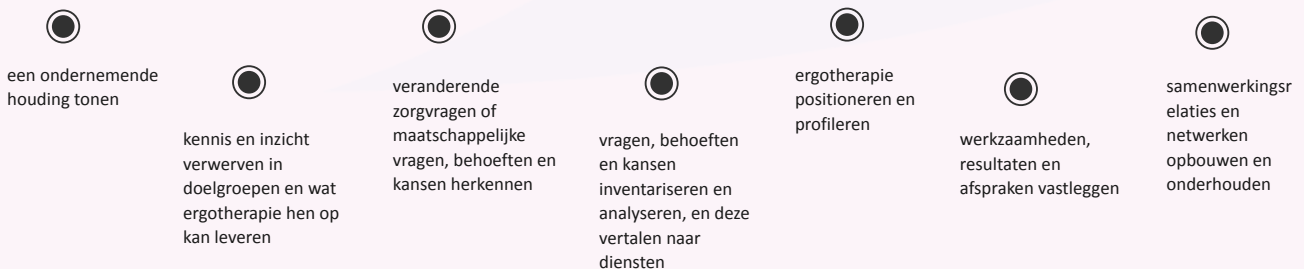 een ondernemende
houding tonen
kennis en inzicht
verwerven in
doelgroepen en wat
ergotherapie hen op
kan leveren
veranderende
zorgvragen of
maatschappelijke
vragen, behoeften en
kansen herkennen
vragen, behoeften
en kansen
inventariseren en
analyseren, en deze
vertalen naar
diensten
ergotherapie
positioneren en
profileren
werkzaamheden,
resultaten en
afspraken vastleggen
samenwerkingsr
elaties en
netwerken
opbouwen en
onderhouden